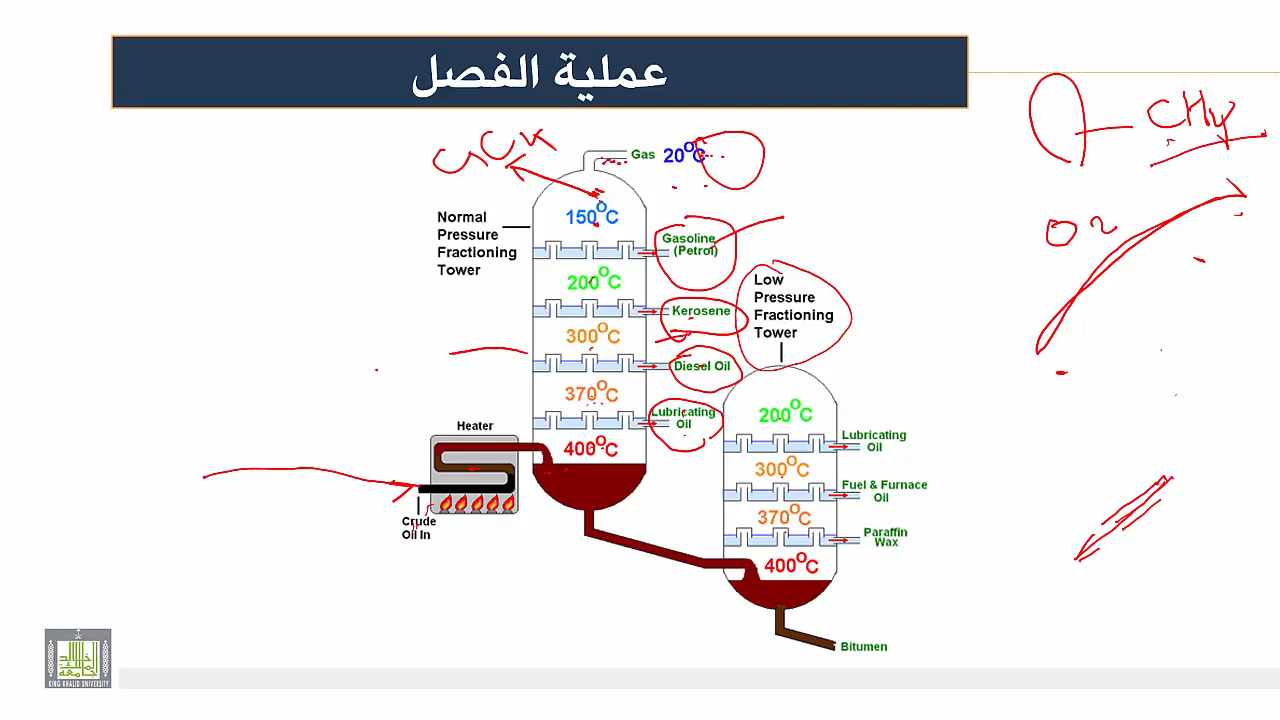 عملية الفصل
Gas 20°C
150°C
Normal
Pressure
Fractioning
Tower
Gasoline
(Petrol)
200°C
Kerosene
300°C
Diesel Oil
370°C
Lubricating
Oil
400°C
Heater
Crude
Oil In
Low
Pressure
Fractioning
Tower
200°C
Lubricating
Oil
300°C
Fuel & Furnace
Oil
370°C
Paraffin
Wax
400°C
Bitumen
CH4
O2
KING KHALID UNIVERSITY